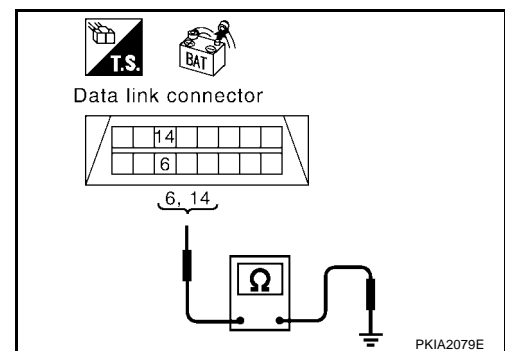 T.S.
BAT
Data link connector
14
6
6, 14
Ω
PKIA2079E